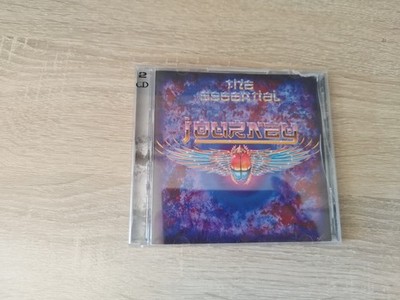 2
CD
THE
ESSENTIAL
JOURNEY